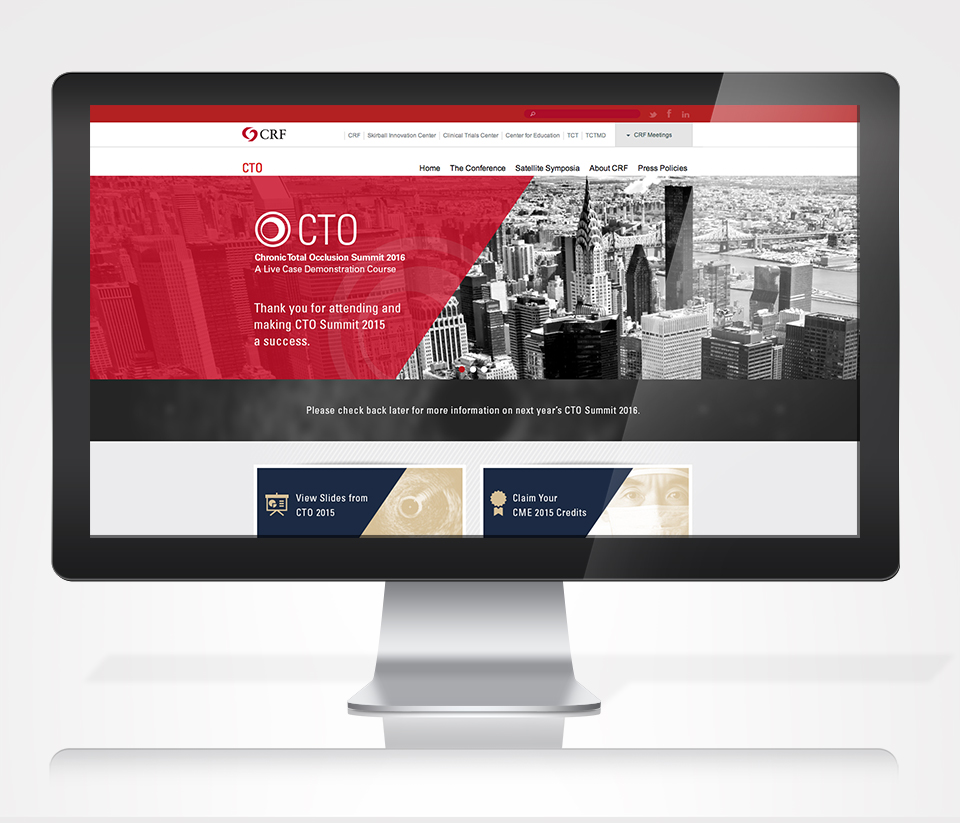 CRF
CRF Skirball Innovation Center Clinical Trials Center Center for Education TCT TCTMD CRF Meetings
CTO
Home The Conference Satellite Symposia About CRF Press Policies
CTO
Chronic Total Occlusion Summit 2016
A Live Case Demonstration Course
Thank you for attending and
making CTO Summit 2015
a success.
Please check back later for more information on next year's CTO Summit 2016.
View Slides from
CTO 2015
Claim Your
CME 2015 Credits